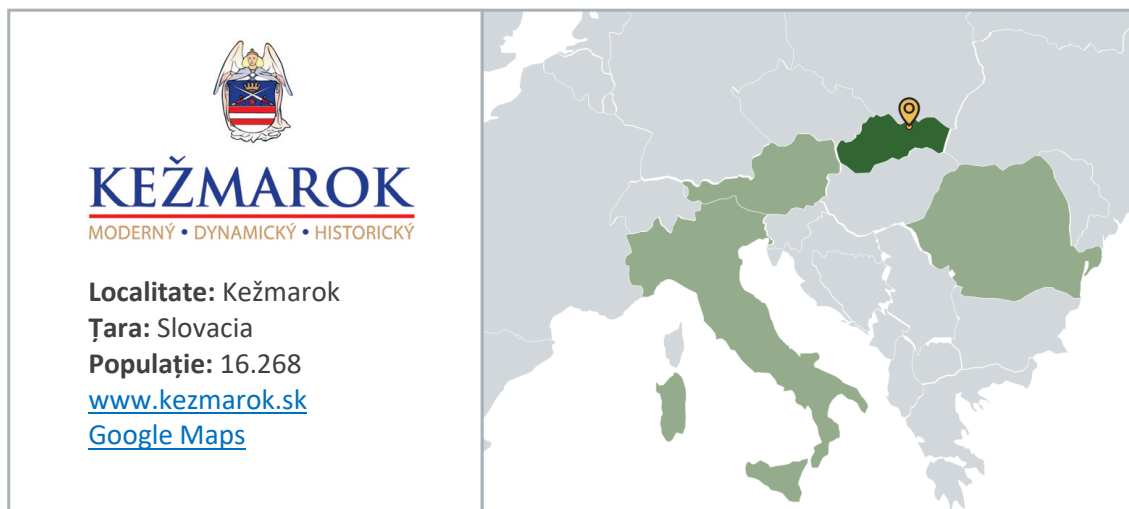 KEŽMAROK
MODERNÝ • DYNAMICKÝ • HISTORICKÝ
Localitate: Kežmarok
Țara: Slovacia
Populație: 16.268
www.kezmarok.sk
Google Maps